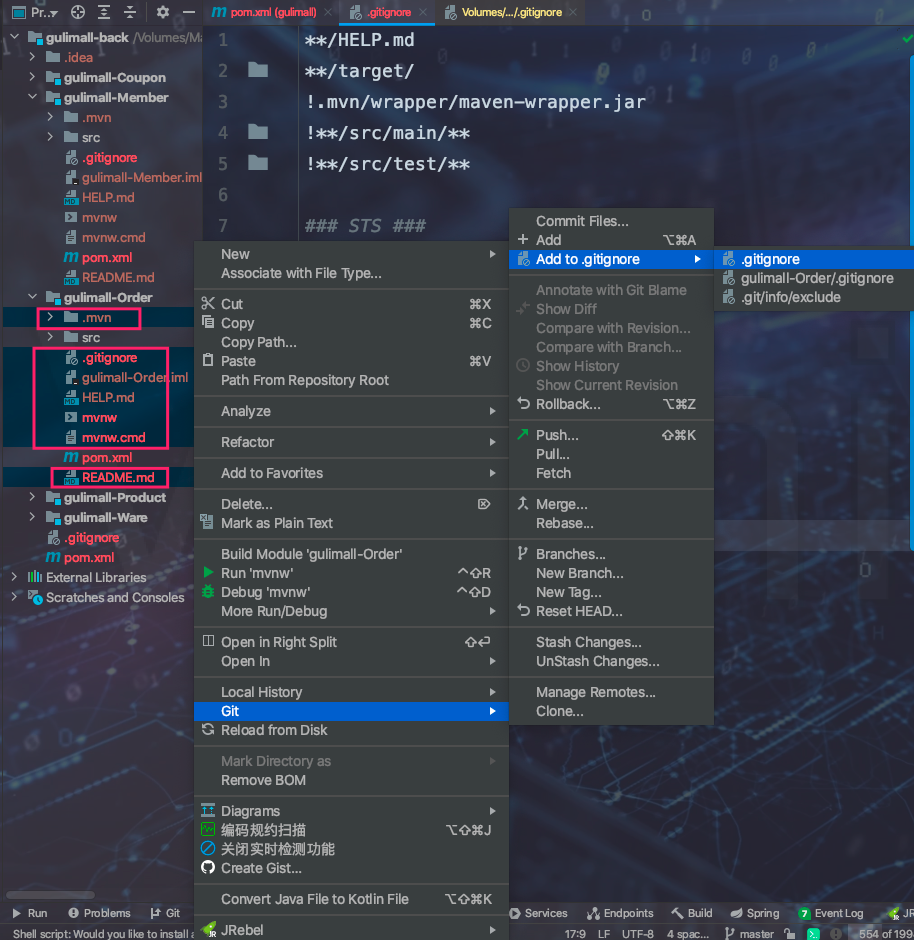 Pr...
pom.xml (gulimall)
.gitignore
Volumes/.../.gitignore
gulimall-back /Volumes/Ma
.idea
gulimall-Coupon
gulimall-Member
.mvn
src
.gitignore
gulimall-Member.iml
HELP.md
mvnw
mvnw.cmd
pom.xml
README.md
gulimall-Order
.mvn
src
.gitignore
gulimall-Order.iml
HELP.md
mvnw
mvnw.cmd
pom.xml
README.md
gulimall-Product
gulimall-Ware
.gitignore
pom.xml
External Libraries
Scratches and Consoles
1 **/HELP.md
2 **/target/
3 !.mvn/wrapper/maven-wrapper.jar
4 !**/src/main/**
5 !**/src/test/**
6
7 ### STS ###
New
Associate with File Type...
Cut ⌘X
Copy ⌘C
Copy Path...
Paste ⌘V
Path From Repository Root
Analyze
Refactor
Add to Favorites
Delete... ⌦
Mark as Plain Text
Build Module 'gulimall-Order'
Run 'mvnw' ^⇧R
Debug 'mvnw' ^⇧D
More Run/Debug
Open in Right Split ⇧↩
Open In
Local History
Git
Reload from Disk
Mark Directory as
Remove BOM
Diagrams
编码规约扫描 ⌥⇧⌘J
关闭实时检测功能
Create Gist...
Convert Java File to Kotlin File ⌥⇧⌘K
JRebel
Commit Files...
Add ⌥⌘A
Add to .gitignore
Annotate with Git Blame
Show Diff
Compare with Revision...
Compare with Branch...
Show History
Show Current Revision
Rollback... ⌥⌘Z
Push... ⇧⌘K
Pull...
Fetch
Merge...
Rebase...
Branches...
New Branch...
New Tag...
Reset HEAD...
Stash Changes...
UnStash Changes...
Manage Remotes...
Clone...
.gitignore
gulimall-Order/.gitignore
.git/info/exclude
Run
Problems
Git
Services
Endpoints
Build
Spring
7 Event Log
JR
Shell script: Would you like to install a
17:9 LF UTF-8 4 spac... master 554 of 199